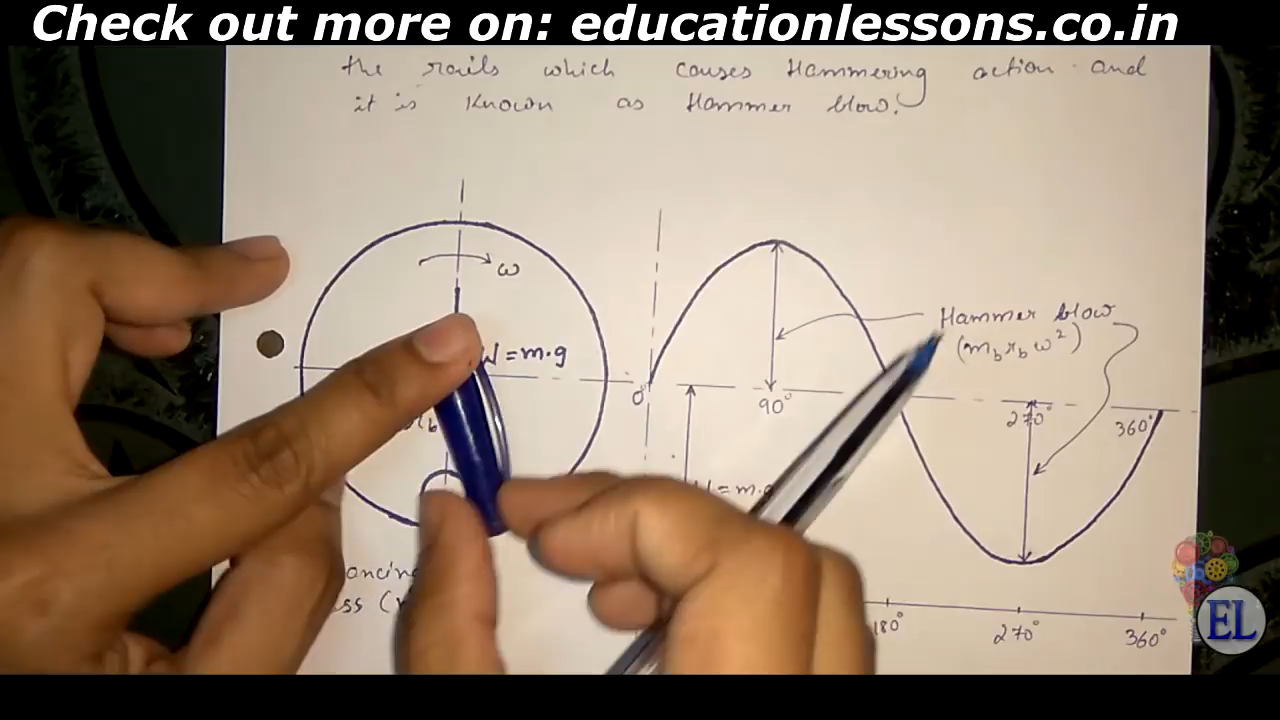 Check out more on: educationlessons.co.in
the rails which causes Hammering action and
it is known as Hammer blow.
ω
W = m.g
Hammer blow
(m_b r_b ω²)
0°
90°
270°
360°
180°
270°
360°
EL